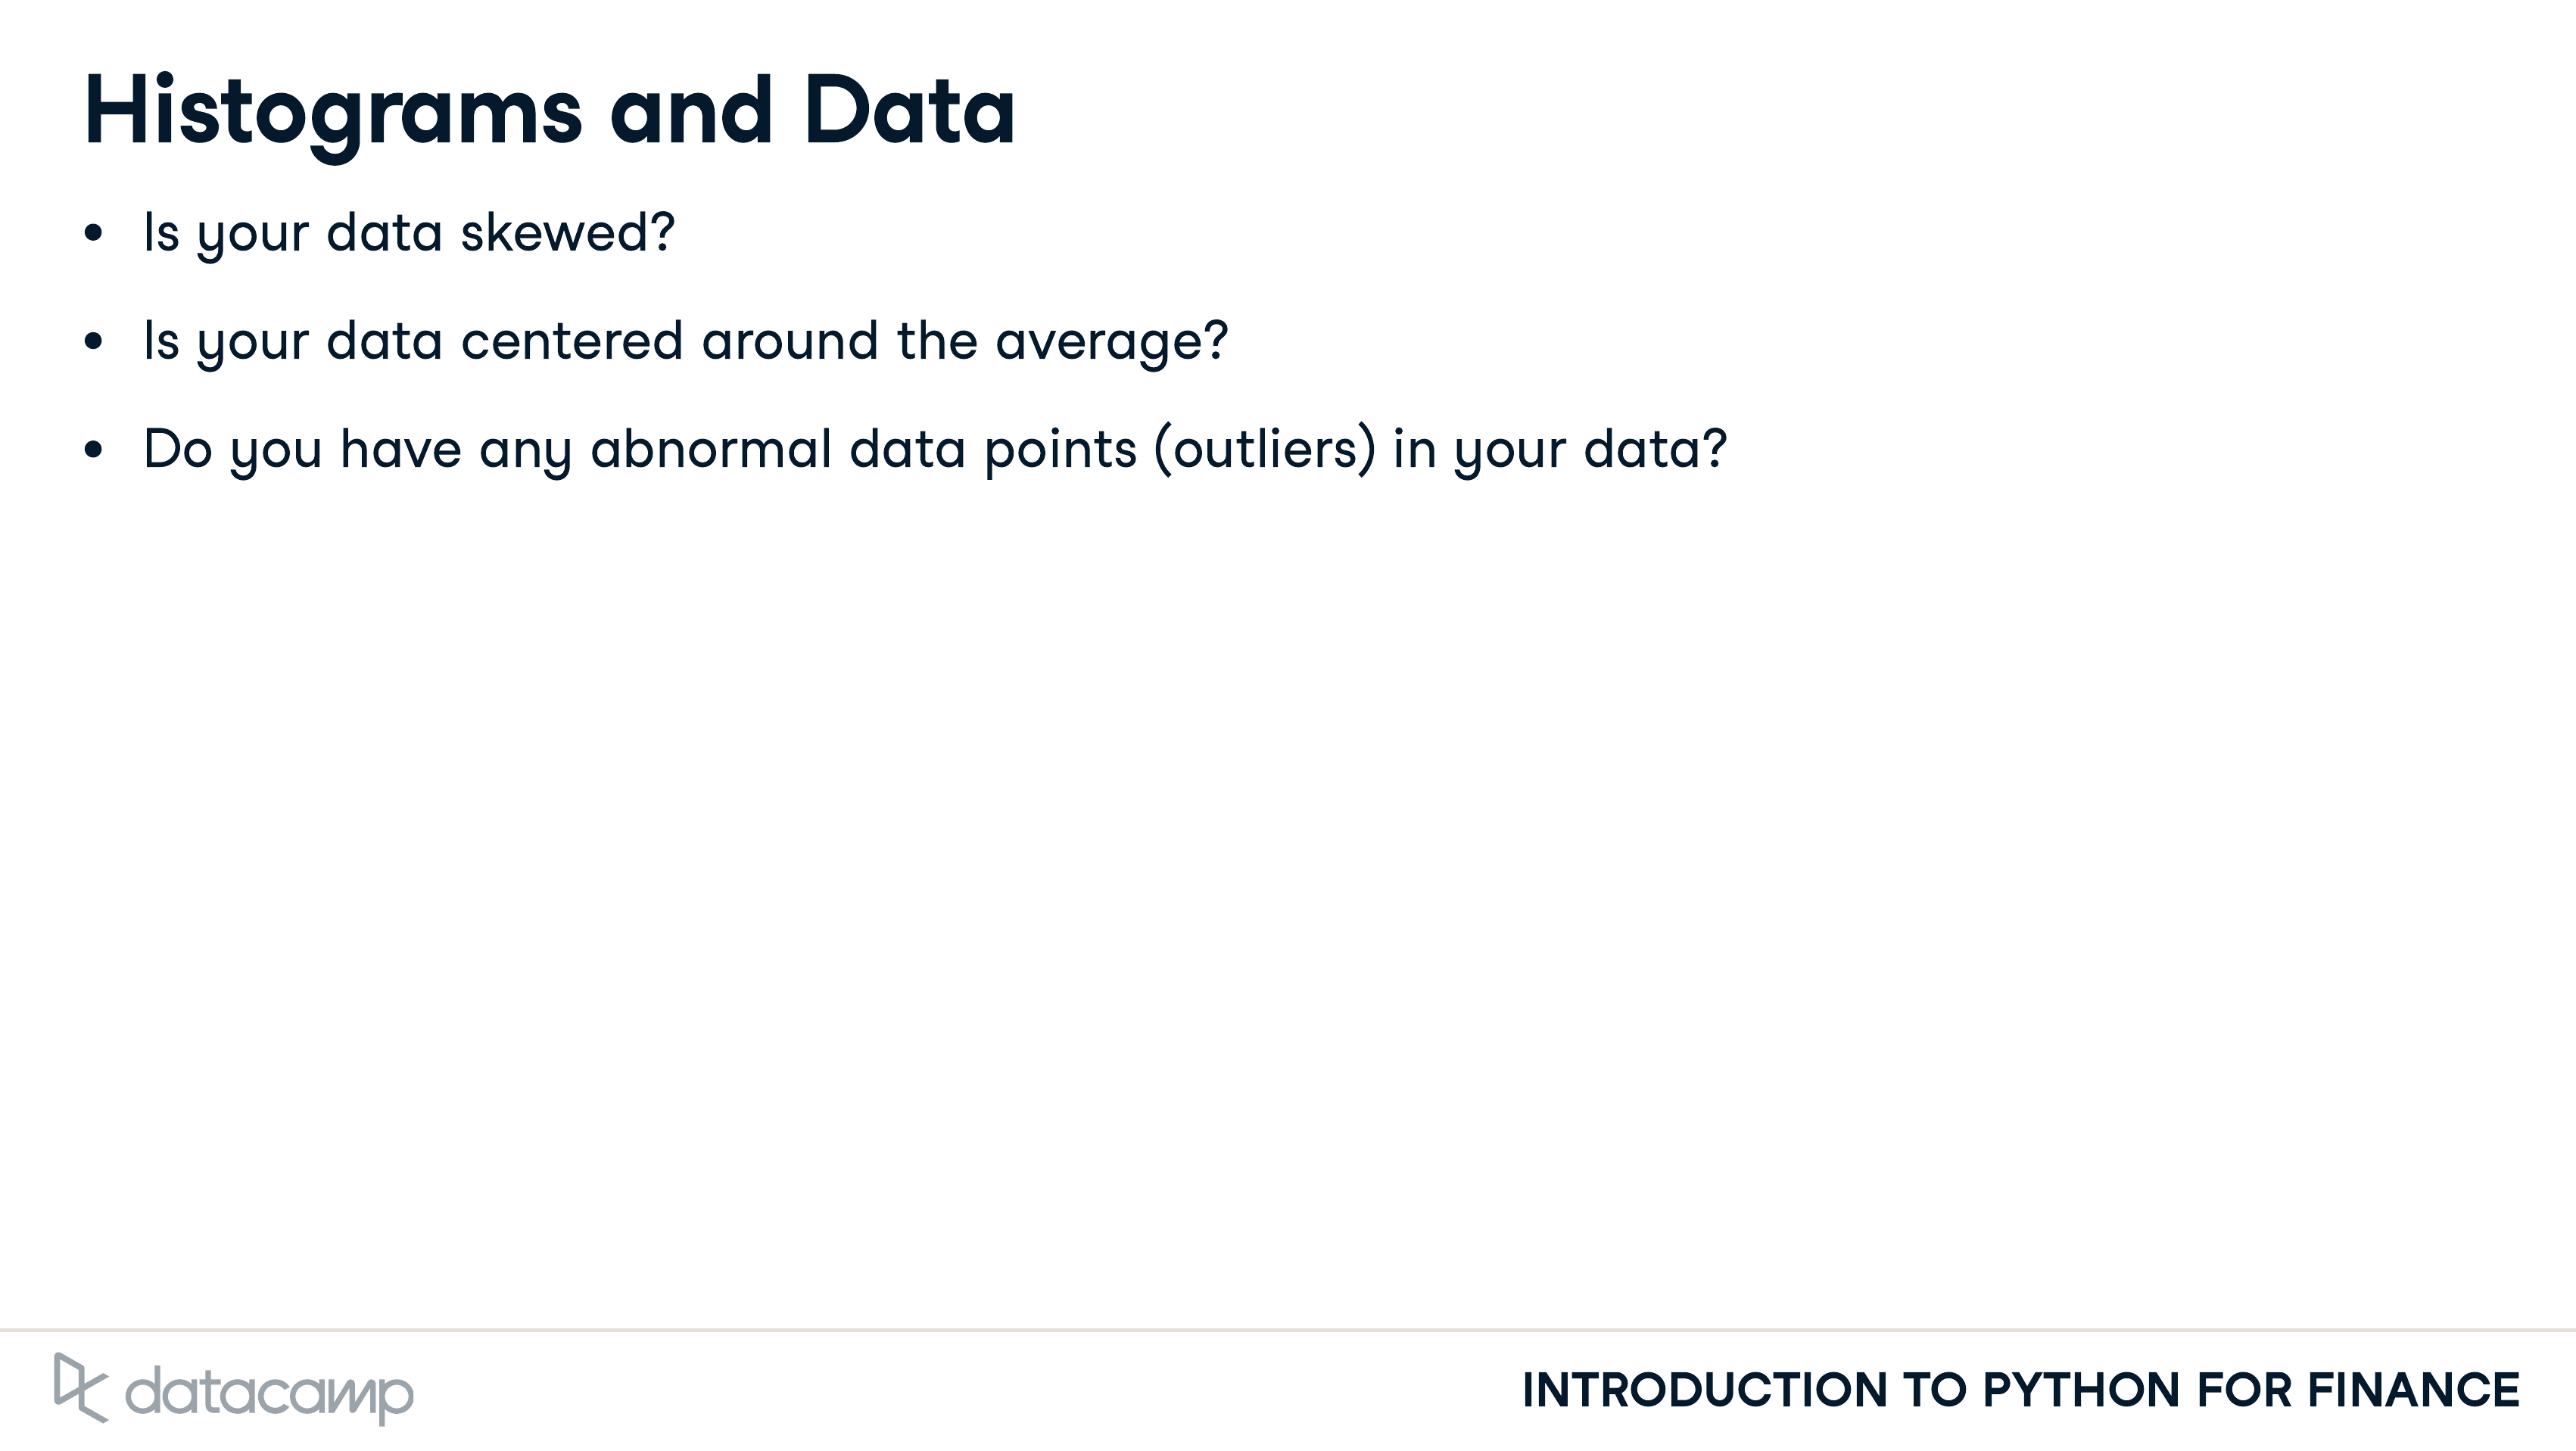 Histograms and Data
• Is your data skewed?
• Is your data centered around the average?
• Do you have any abnormal data points (outliers) in your data?
datacamp
INTRODUCTION TO PYTHON FOR FINANCE